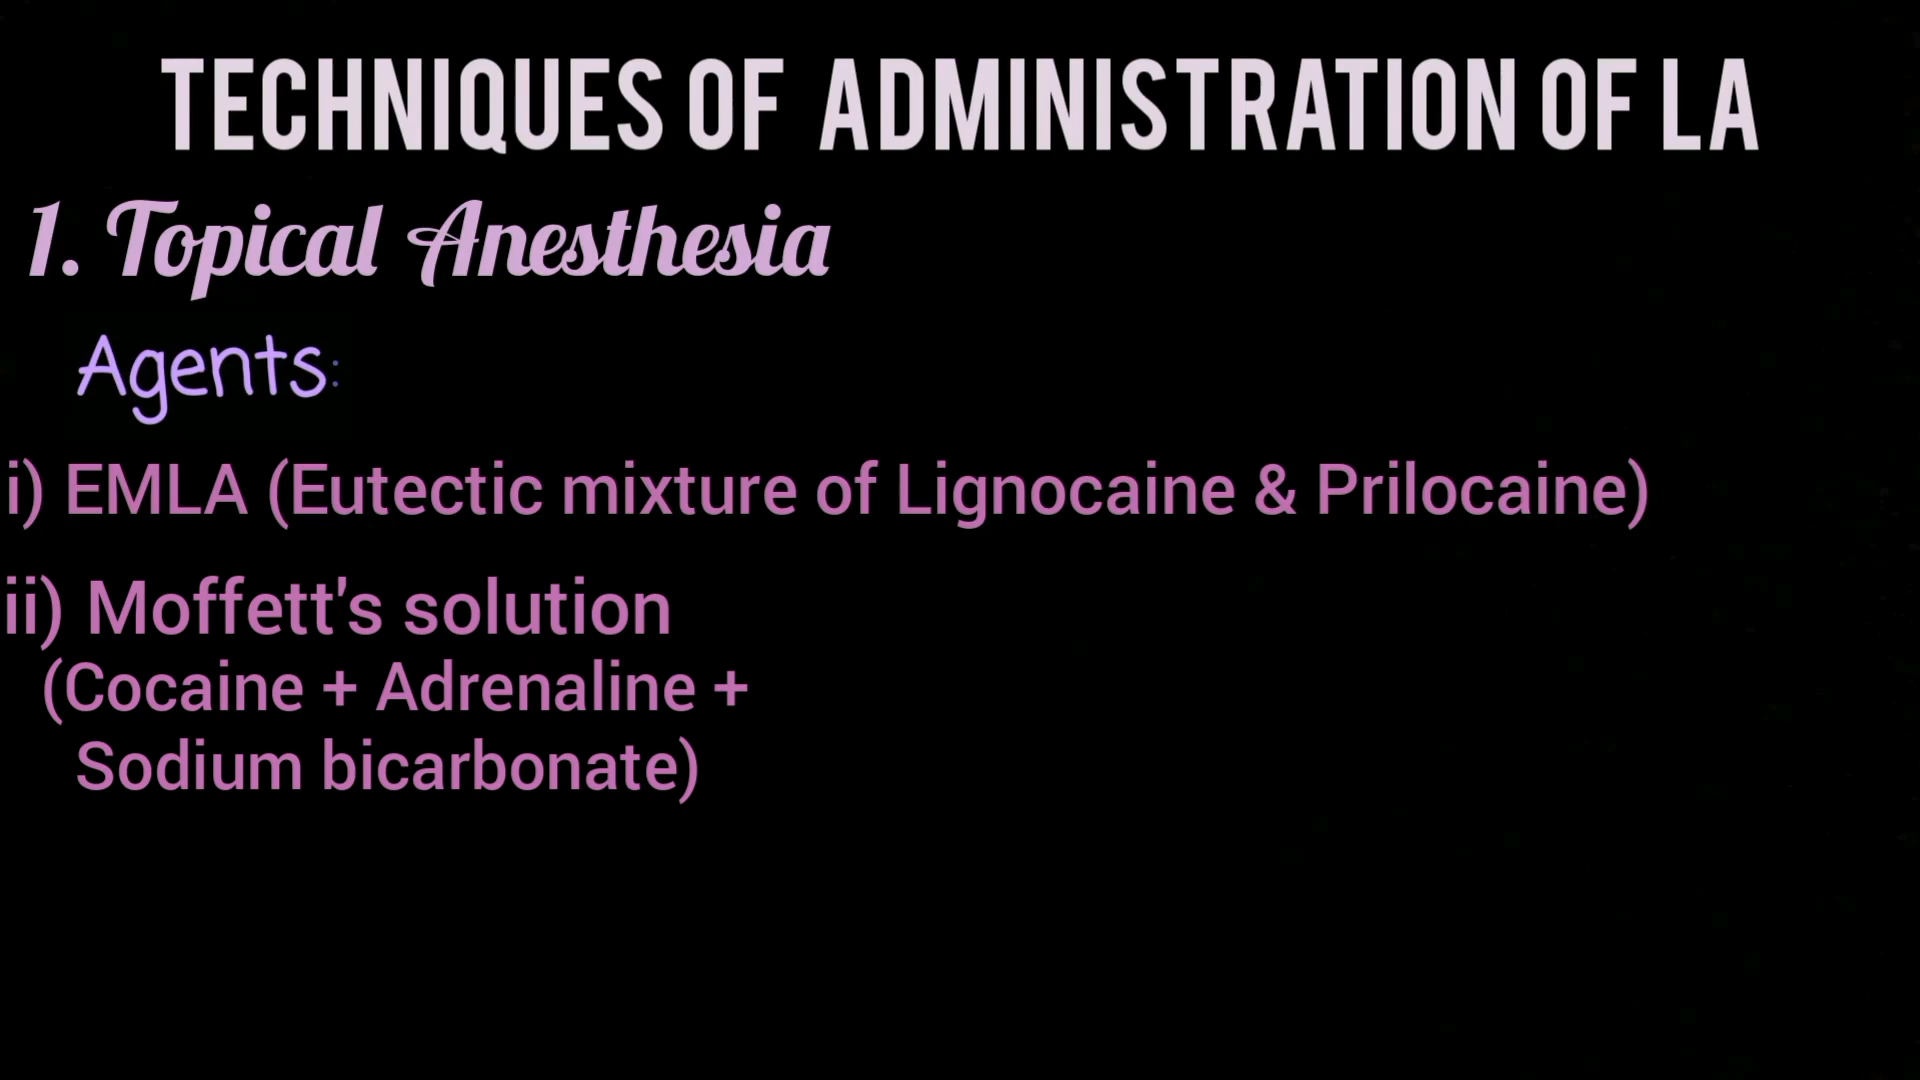 TECHNIQUES OF ADMINISTRATION OF LA
1. Topical Anesthesia
Agents:
i) EMLA (Eutectic mixture of Lignocaine & Prilocaine)
ii) Moffett's solution
(Cocaine + Adrenaline +
Sodium bicarbonate)